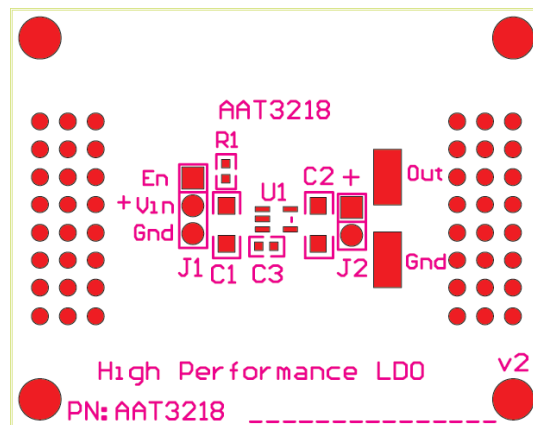 AAT3218
R1
C2 +
En
U1
Out
+ Vin
Gnd
Gnd
J1
C1
C3
J2
High Performance LDO
v2
PN: AAT3218 _______________